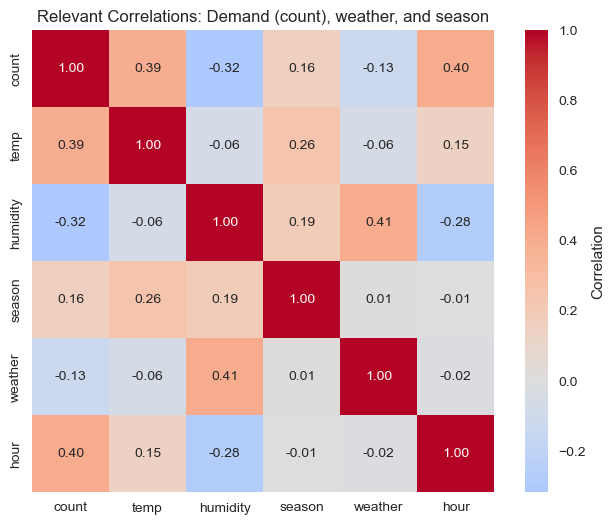 Relevant Correlations: Demand (count), weather, and season
count 1.00 0.39 -0.32 0.16 -0.13 0.40
temp 0.39 1.00 -0.06 0.26 -0.06 0.15
humidity -0.32 -0.06 1.00 0.19 0.41 -0.28
season 0.16 0.26 0.19 1.00 0.01 -0.01
weather -0.13 -0.06 0.41 0.01 1.00 -0.02
hour 0.40 0.15 -0.28 -0.01 -0.02 1.00
count temp humidity season weather hour
1.0
0.8
0.6
0.4
0.2
0.0
−0.2
Correlation